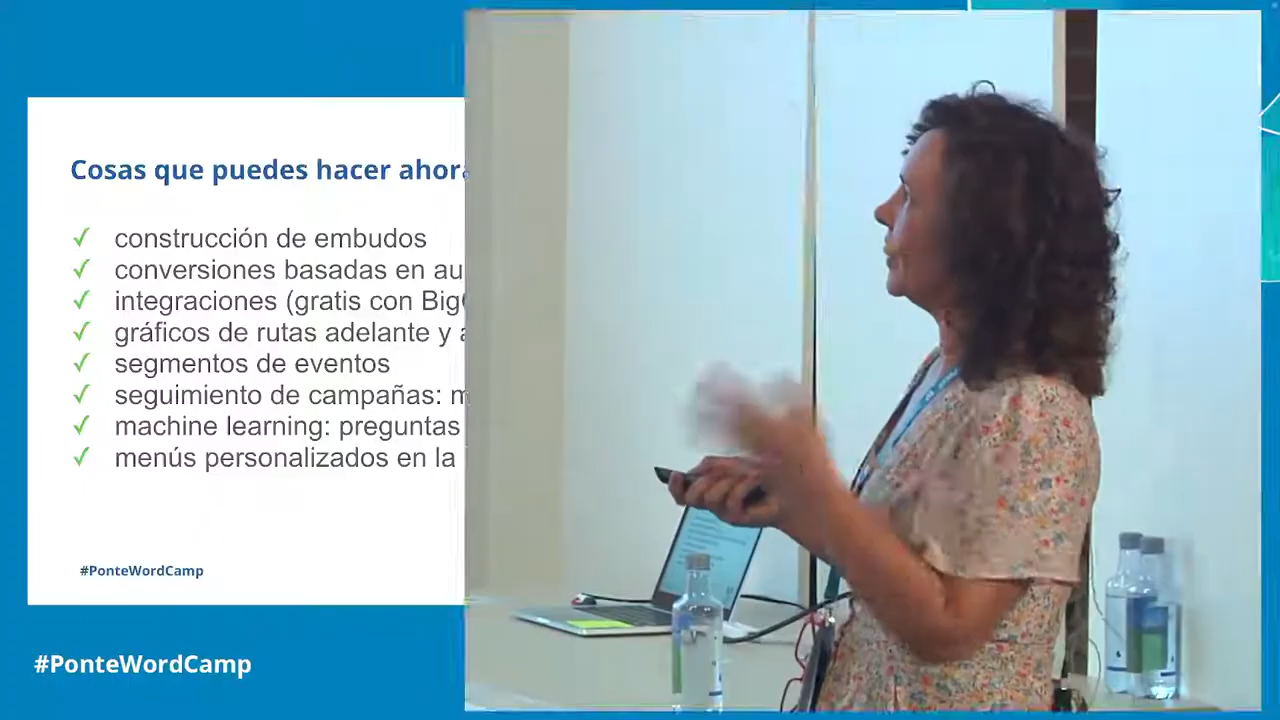 Cosas que puedes hacer ahora
✓ construcción de embudos
✓ conversiones basadas en au
✓ integraciones (gratis con Big
✓ gráficos de rutas adelante y a
✓ segmentos de eventos
✓ seguimiento de campañas: m
✓ machine learning: preguntas
✓ menús personalizados en la
#PonteWordCamp
#PonteWordCamp